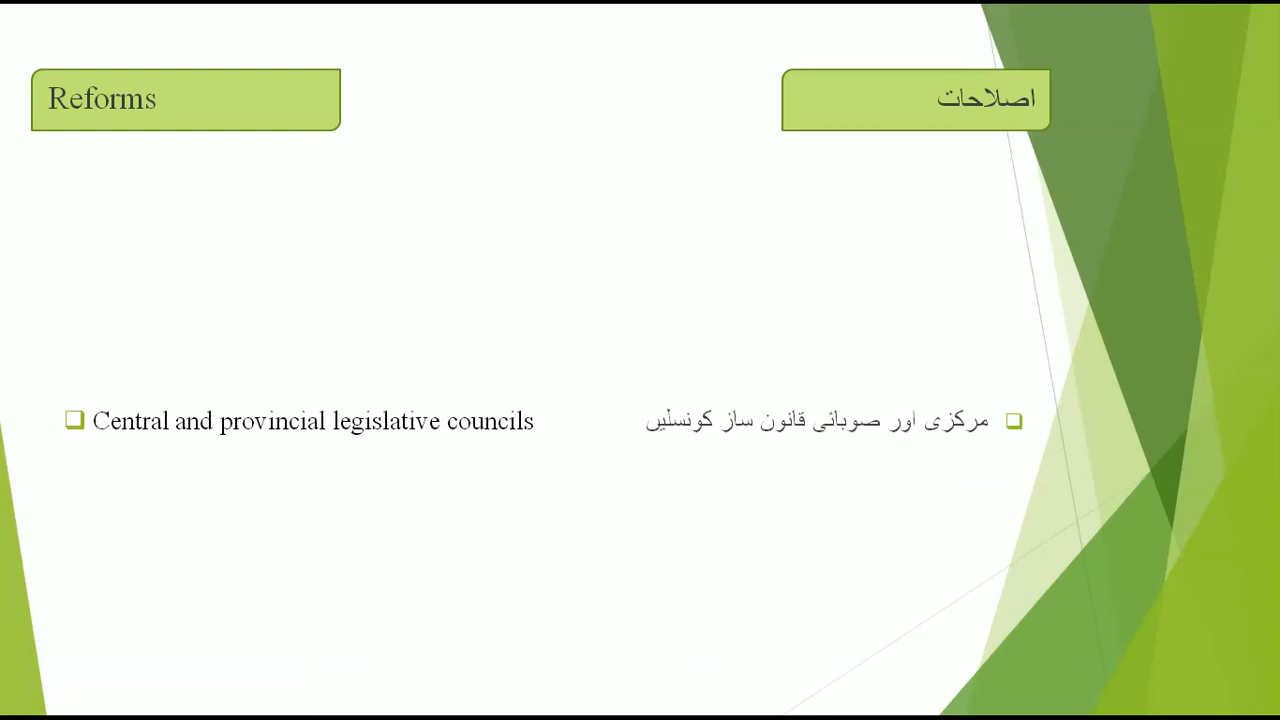 Reforms
اصلاحات
Central and provincial legislative councils
مرکزی اور صوبائی قانون ساز کونسلیں